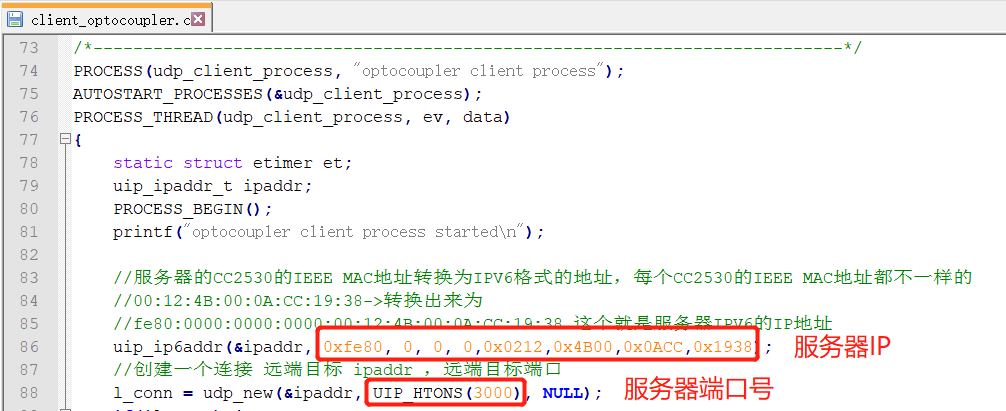 client_optocoupler.c
73 /*---------------------------------------------------------------------------*/
74 PROCESS(udp_client_process, "optocoupler client process");
75 AUTOSTART_PROCESSES(&udp_client_process);
76 PROCESS_THREAD(udp_client_process, ev, data)
77 {
78 static struct etimer et;
79 uip_ipaddr_t ipaddr;
80 PROCESS_BEGIN();
81 printf("optocoupler client process started\n");
82
83 //服务器的CC2530的IEEE MAC地址转换为IPV6格式的地址，每个CC2530的IEEE MAC地址都不一样的
84 //00:12:4B:00:0A:CC:19:38->转换出来为
85 //fe80:0000:0000:0000:00:12:4B:00:0A:CC:19:38 这个就是服务器IPV6的IP地址
86 uip_ip6addr(&ipaddr, 0xfe80, 0, 0, 0,0x0212,0x4B00,0x0ACC,0x1938); 服务器IP
87 //创建一个连接 远端目标 ipaddr ，远端目标端口
88 l_conn = udp_new(&ipaddr, UIP_HTONS(3000), NULL); 服务器端口号